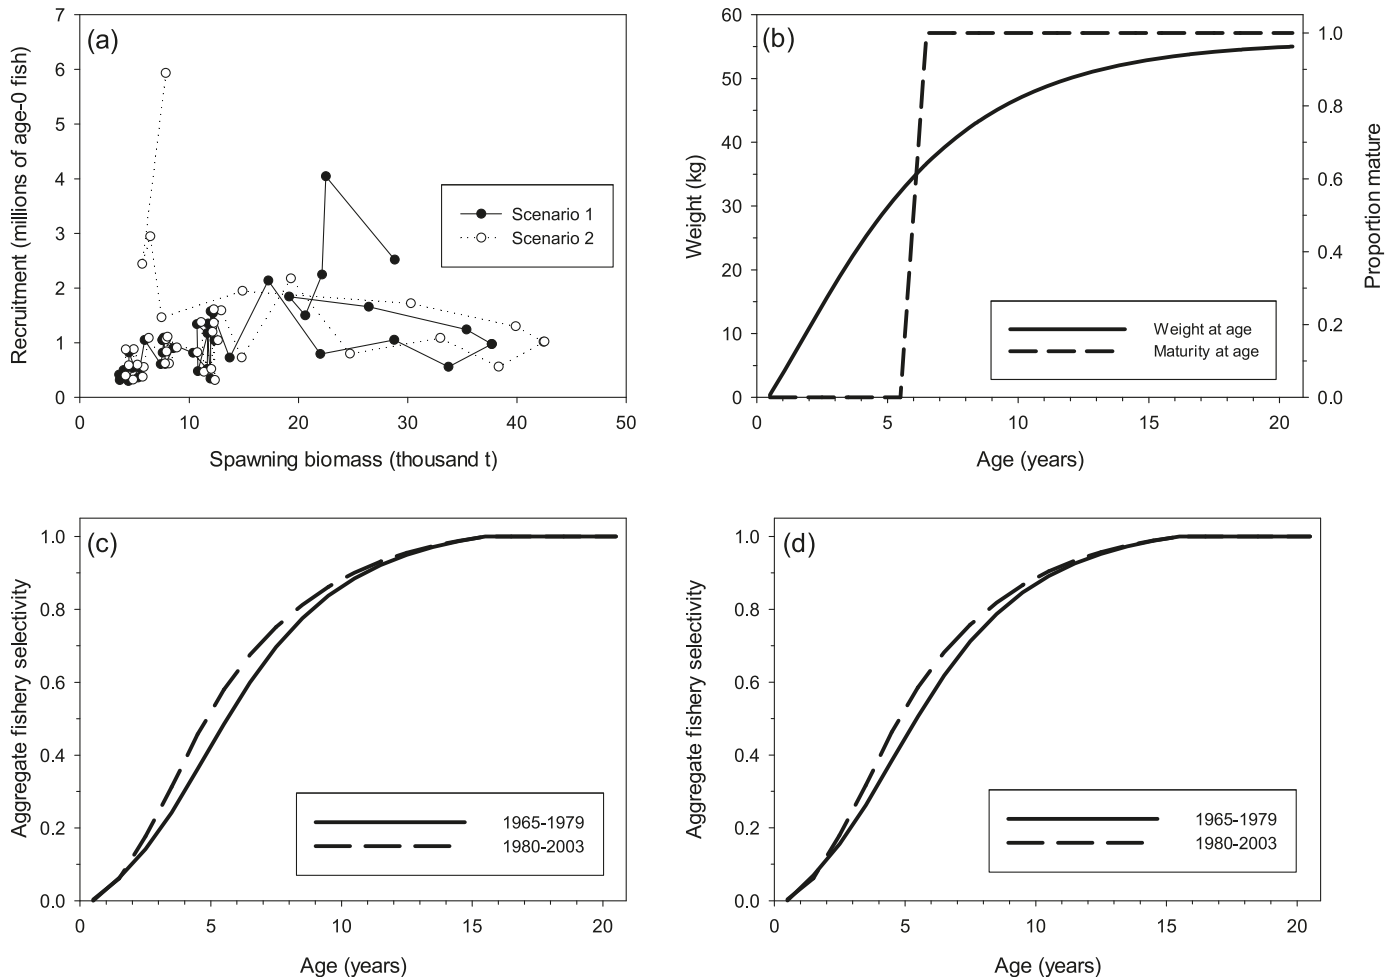 (a)
Recruitment (millions of age-0 fish)
7
6
5
4
3
2
1
0
Scenario 1
Scenario 2
0 10 20 30 40 50
Spawning biomass (thousand t)
(b)
Weight (kg)
60
50
40
30
20
10
0
1.0
0.8
0.6
0.4
0.2
0.0
Proportion mature
Weight at age
Maturity at age
0 5 10 15 20
Age (years)
(c)
Aggregate fishery selectivity
1.0
0.8
0.6
0.4
0.2
0.0
1965-1979
1980-2003
0 5 10 15 20
Age (years)
(d)
Aggregate fishery selectivity
1.0
0.8
0.6
0.4
0.2
0.0
1965-1979
1980-2003
0 5 10 15 20
Age (years)